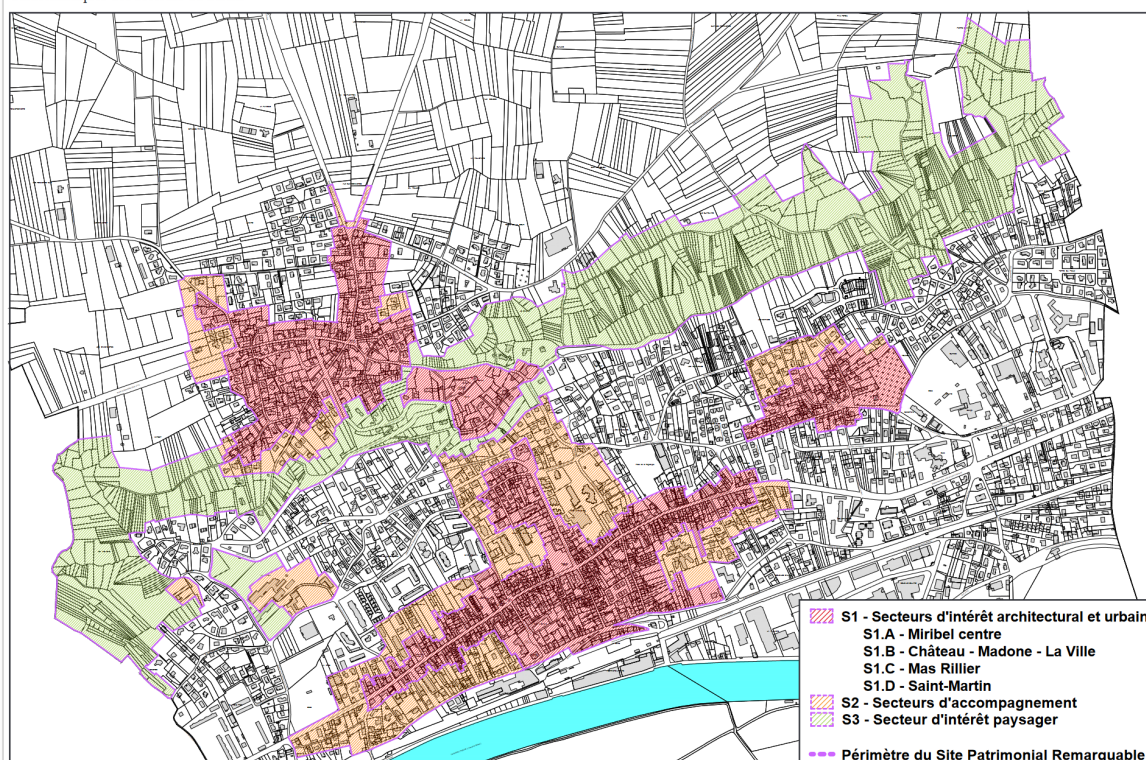 S1 - Secteurs d'intérêt architectural et urbain
S1.A - Miribel centre
S1.B - Château - Madone - La Ville
S1.C - Mas Rillier
S1.D - Saint-Martin
S2 - Secteurs d'accompagnement
S3 - Secteur d'intérêt paysager
Périmètre du Site Patrimonial Remarquable